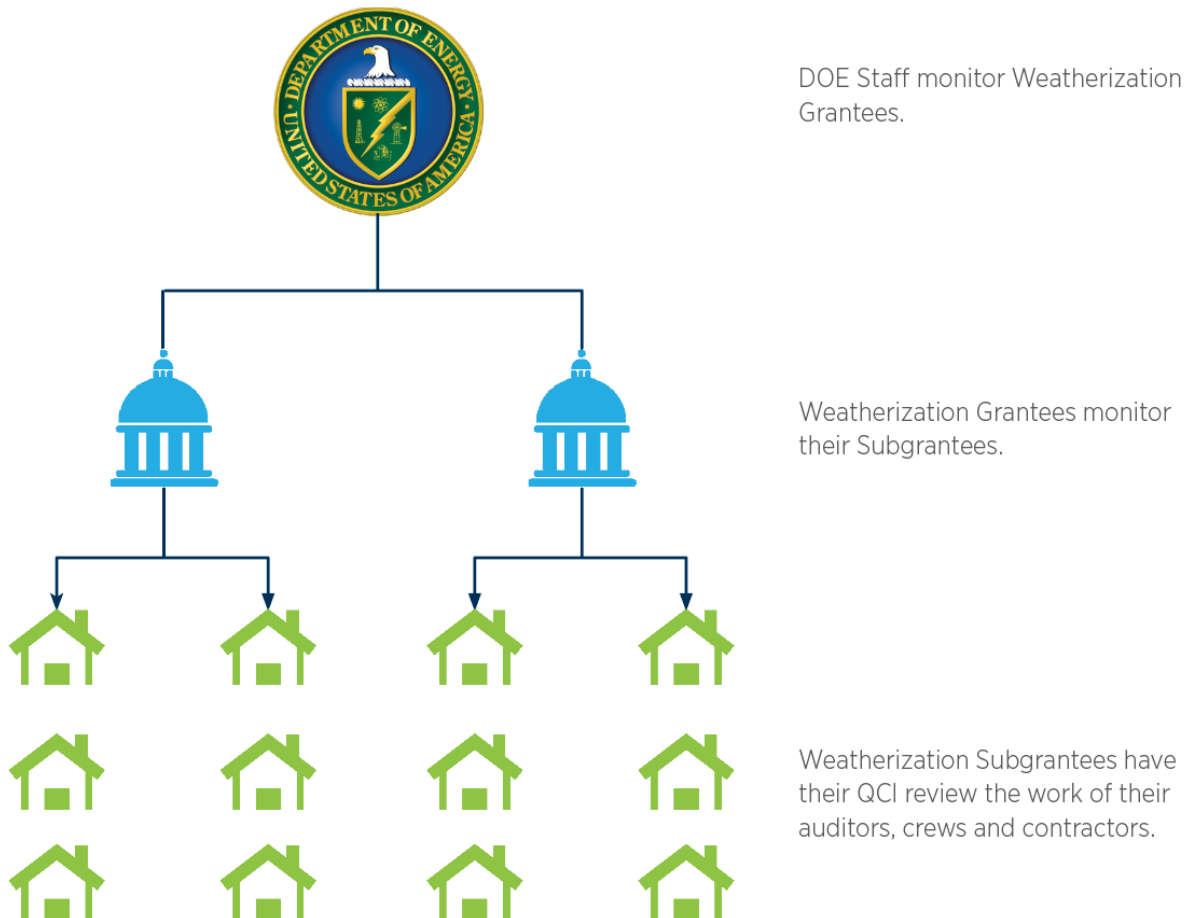 DEPARTMENT OF ENERGY
UNITED STATES OF AMERICA
DOE Staff monitor Weatherization
Grantees.
Weatherization Grantees monitor
their Subgrantees.
Weatherization Subgrantees have
their QCI review the work of their
auditors, crews and contractors.